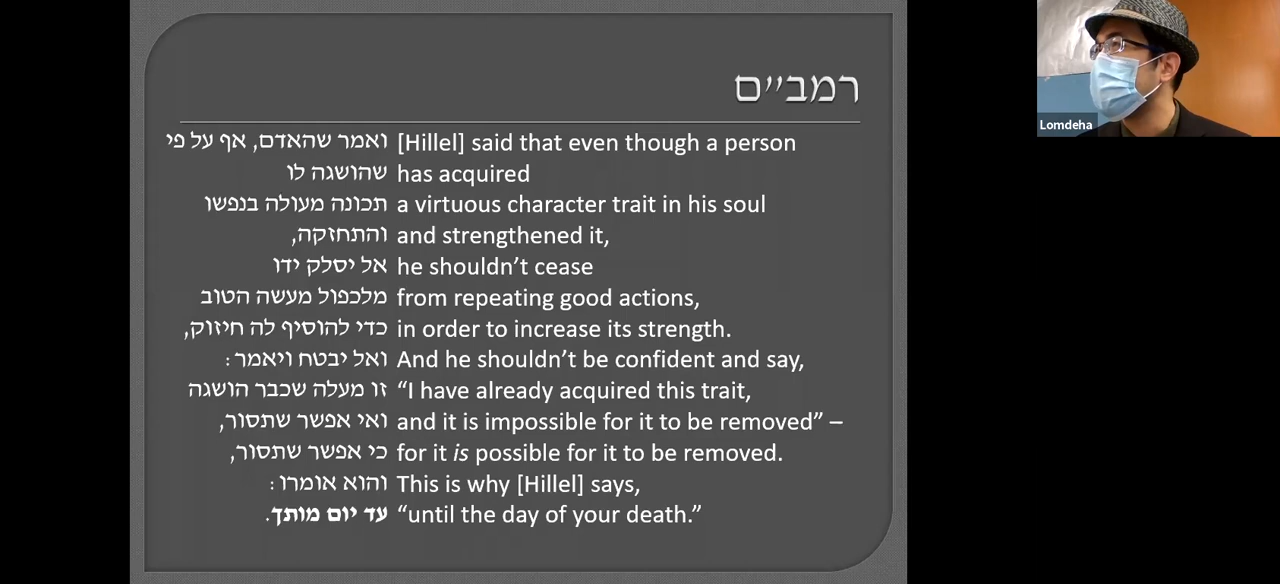 רמב״ם
ואמר שהאדם, אף על פי [Hillel] said that even though a person
שהושגה לו has acquired
תכונה מעולה בנפשו a virtuous character trait in his soul
והתחזקה, and strengthened it,
אל יסלק ידו he shouldn’t cease
מלכפול מעשה הטוב from repeating good actions,
כדי להוסיף לה חיזוק, in order to increase its strength.
ואל יבטח ויאמר: And he shouldn’t be confident and say,
זו מעלה שכבר הושגה “I have already acquired this trait,
ואי אפשר שתסור, and it is impossible for it to be removed” –
כי אפשר שתסור, for it is possible for it to be removed.
והוא אומרו: This is why [Hillel] says,
עד יום מותך. “until the day of your death.”
Lomdeha